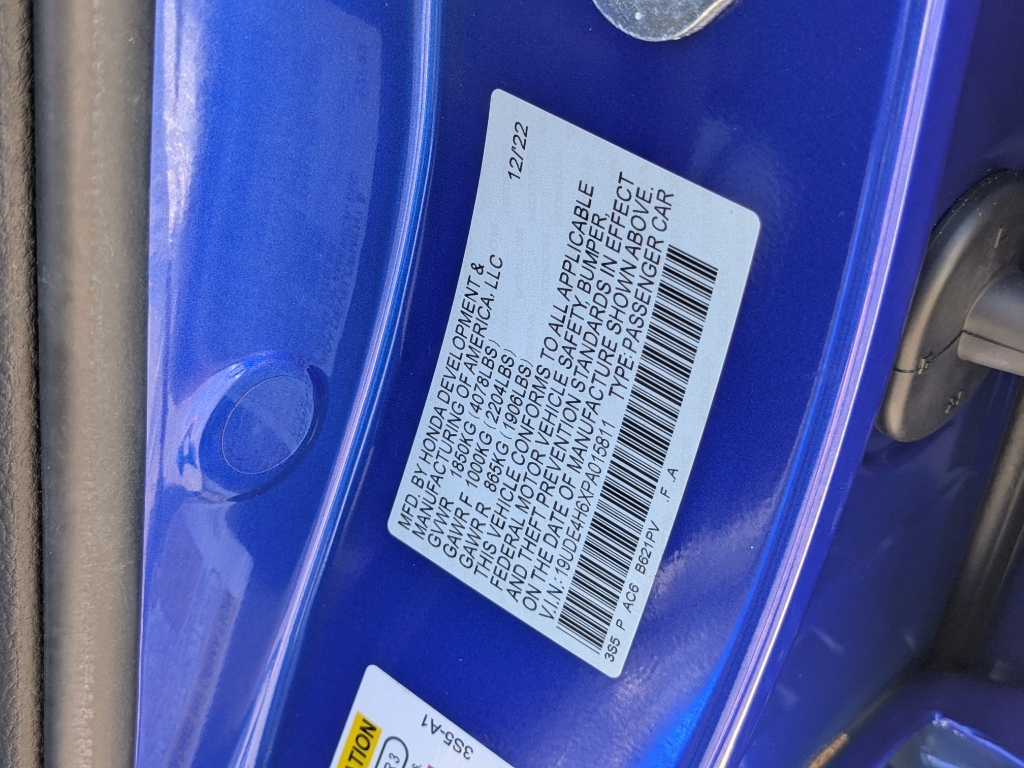 12/'22
MFD. BY HONDA DEVELOPMENT &
MANUFACTURING OF AMERICA, LLC
GVWR 1850KG (4078LBS)
GAWR F 1000KG (2204LBS)
GAWR R 865KG (1906LBS)
THIS VEHICLE CONFORMS TO ALL APPLICABLE
FEDERAL MOTOR VEHICLE SAFETY, BUMPER,
AND THEFT PREVENTION STANDARDS IN EFFECT
ON THE DATE OF MANUFACTURE SHOWN ABOVE.
V.I.N.: 19UDE4H6XPA015811 TYPE:PASSENGER CAR
3S5 P AC6 B621PV .F .A
3S5-A1